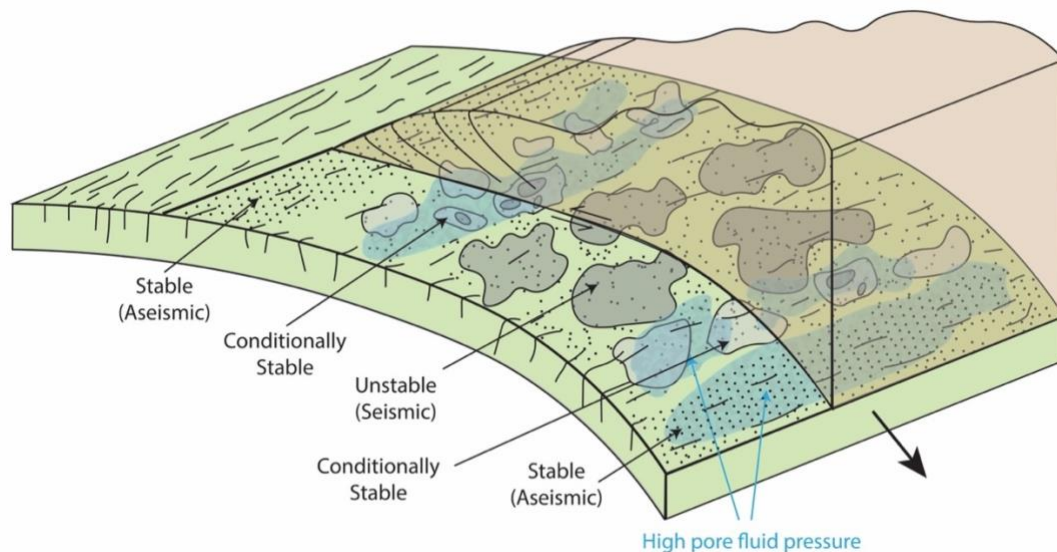 Stable
(Aseismic)
Conditionally
Stable
Unstable
(Seismic)
Conditionally
Stable
Stable
(Aseismic)
High pore fluid pressure